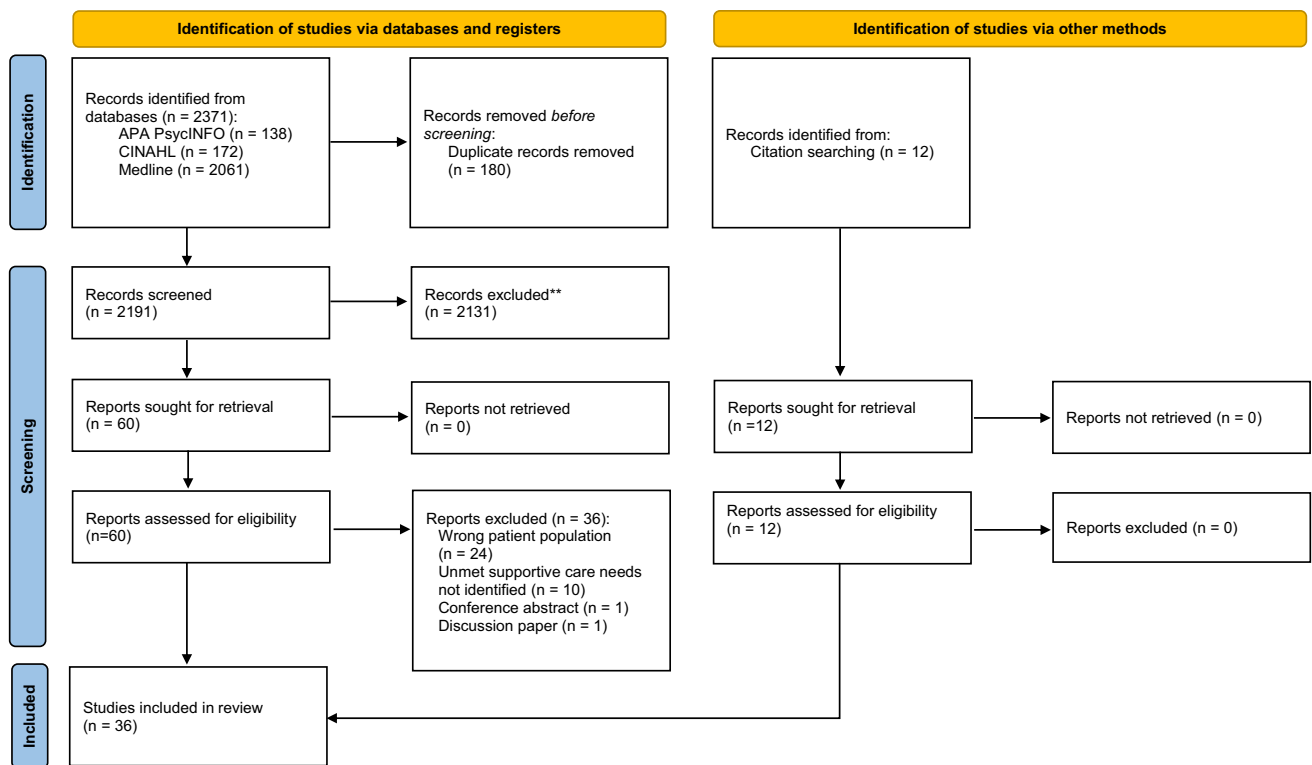 Identification of studies via databases and registers
Identification of studies via other methods
Identification
Records identified from
databases (n = 2371):
APA PsycINFO (n = 138)
CINAHL (n = 172)
Medline (n = 2061)
Records removed before
screening:
Duplicate records removed
(n = 180)
Records identified from:
Citation searching (n = 12)
Screening
Records screened
(n = 2191)
Records excluded**
(n = 2131)
Reports sought for retrieval
(n = 60)
Reports not retrieved
(n = 0)
Reports sought for retrieval
(n =12)
Reports not retrieved (n = 0)
Reports assessed for eligibility
(n=60)
Reports excluded (n = 36):
Wrong patient population
(n = 24)
Unmet supportive care needs
not identified (n = 10)
Conference abstract (n = 1)
Discussion paper (n = 1)
Reports assessed for eligibility
(n = 12)
Reports excluded (n = 0)
Included
Studies included in review
(n = 36)